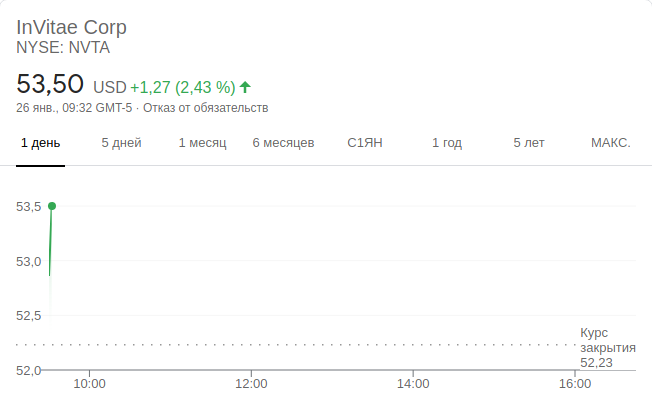 InVitae Corp
NYSE: NVTA
53,50 USD +1,27 (2,43 %)
26 янв., 09:32 GMT-5 · Отказ от обязательств
1 день 5 дней 1 месяц 6 месяцев С1ЯН 1 год 5 лет МАКС.
53,5
53,0
52,5
Курс
закрытия
52,23
52,0
10:00 12:00 14:00 16:00